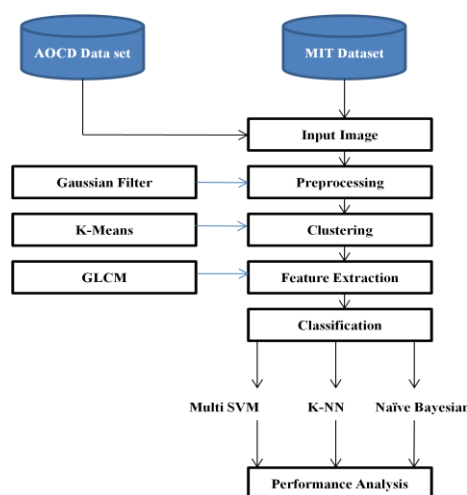 AOCD Data set
MIT Dataset
Input Image
Gaussian Filter
Preprocessing
K-Means
Clustering
GLCM
Feature Extraction
Classification
Multi SVM
K-NN
Naïve Bayesian
Performance Analysis